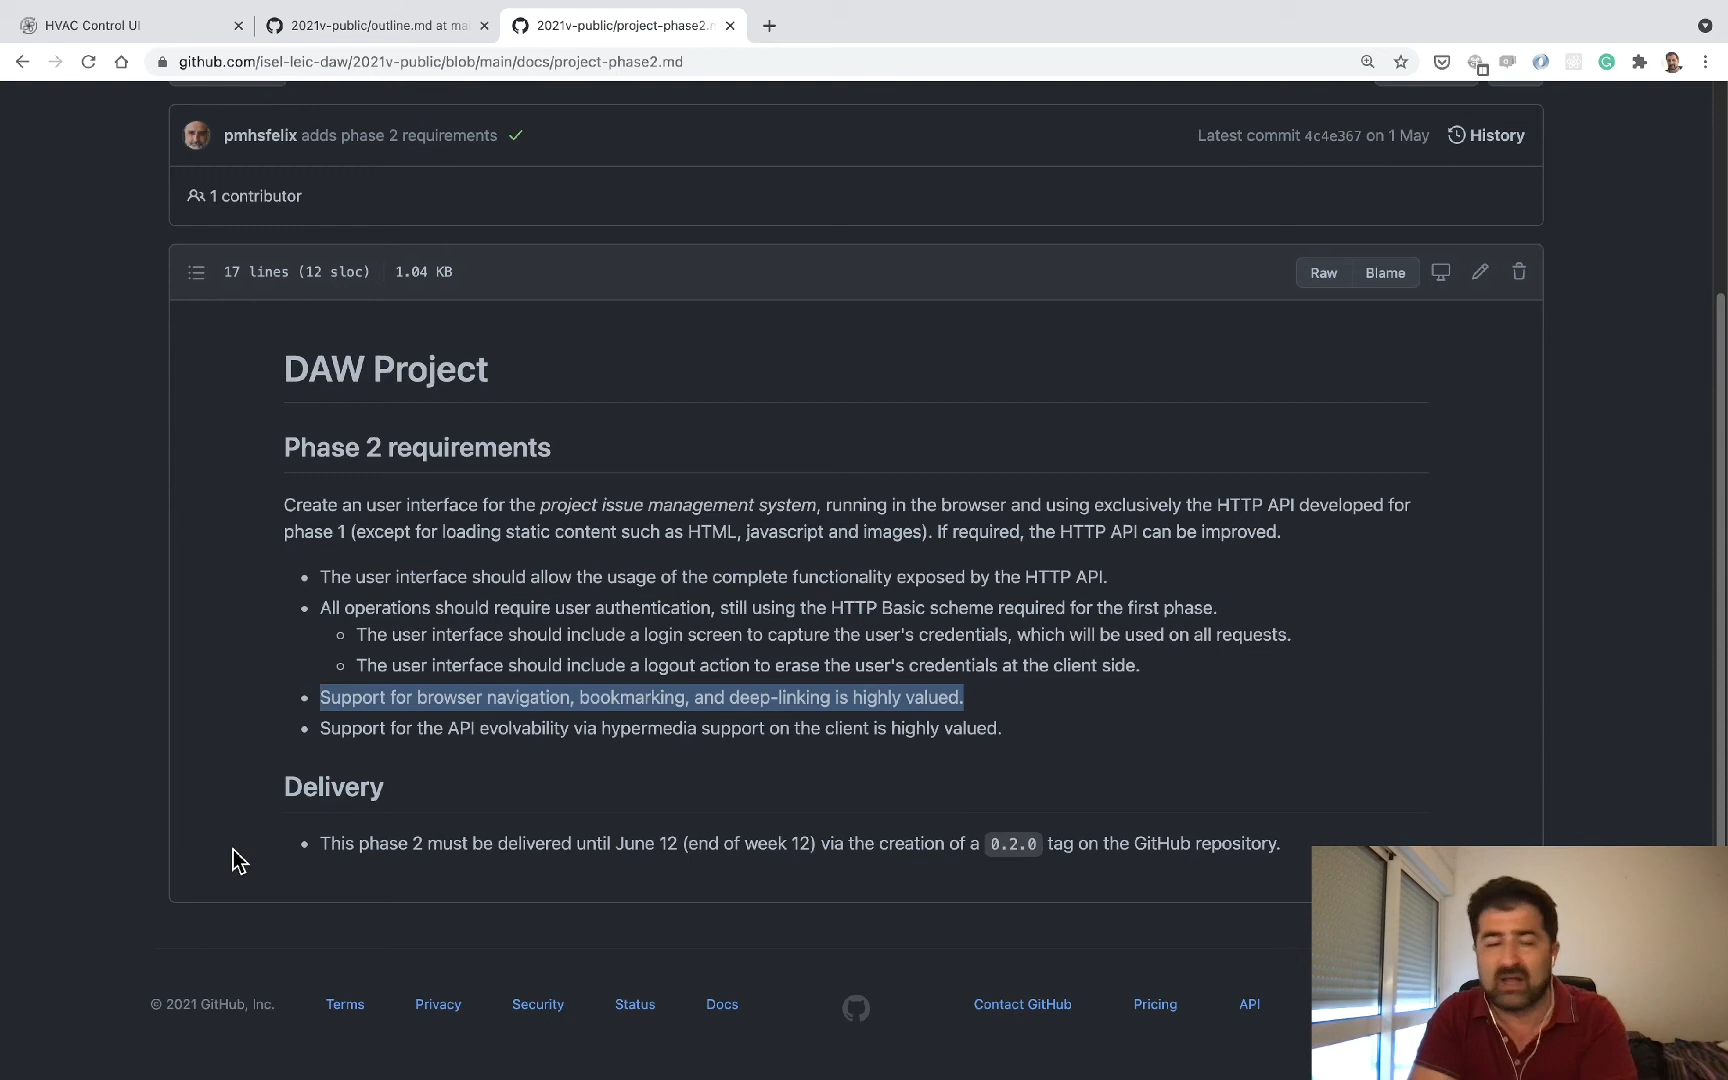 HVAC Control UI
2021v-public/outline.md at ma
2021v-public/project-phase2.m
github.com/isel-leic-daw/2021v-public/blob/main/docs/project-phase2.md
pmhsfelix adds phase 2 requirements
Latest commit 4c4e367 on 1 May
History
1 contributor
17 lines (12 sloc)
1.04 KB
Raw
Blame
DAW Project
Phase 2 requirements
Create an user interface for the project issue management system, running in the browser and using exclusively the HTTP API developed for
phase 1 (except for loading static content such as HTML, javascript and images). If required, the HTTP API can be improved.
The user interface should allow the usage of the complete functionality exposed by the HTTP API.
All operations should require user authentication, still using the HTTP Basic scheme required for the first phase.
The user interface should include a login screen to capture the user's credentials, which will be used on all requests.
The user interface should include a logout action to erase the user's credentials at the client side.
Support for browser navigation, bookmarking, and deep-linking is highly valued.
Support for the API evolvability via hypermedia support on the client is highly valued.
Delivery
This phase 2 must be delivered until June 12 (end of week 12) via the creation of a 0.2.0 tag on the GitHub repository.
© 2021 GitHub, Inc.
Terms
Privacy
Security
Status
Docs
Contact GitHub
Pricing
API